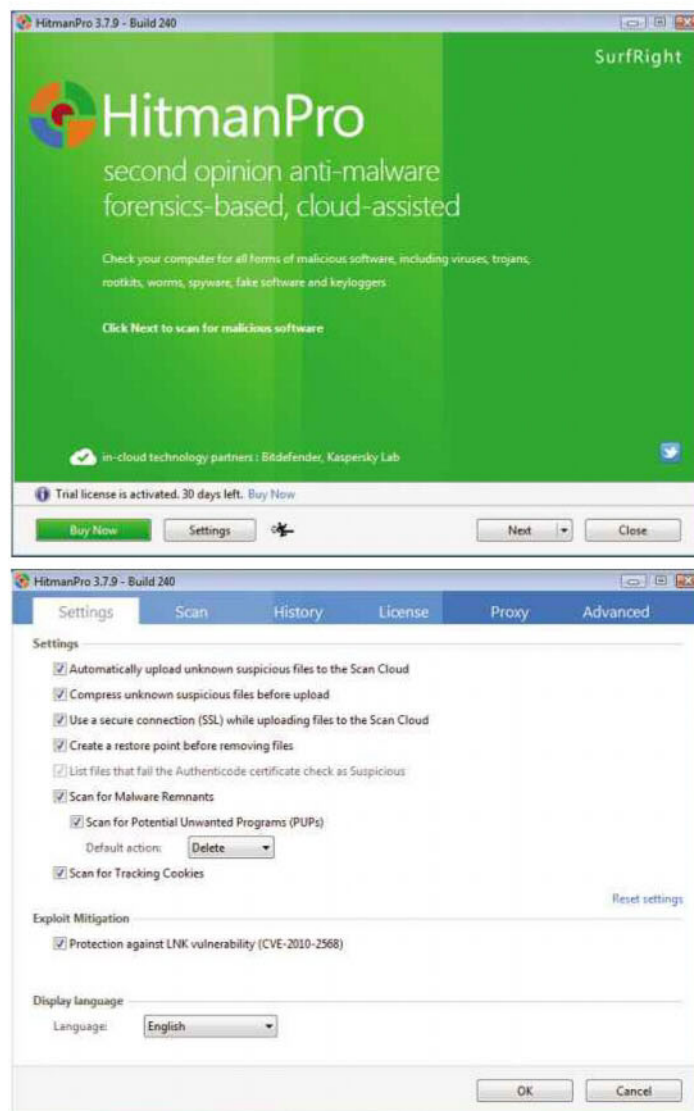 HitmanPro 3.7.9 - Build 240
SurfRight
HitmanPro
second opinion anti-malware
forensics-based, cloud-assisted
Check your computer for all forms of malicious software, including viruses, trojans,
rootkits, worms, spyware, fake software and keyloggers
Click Next to scan for malicious software
in-cloud technology partners : Bitdefender, Kaspersky Lab
Trial license is activated. 30 days left. Buy Now
Buy Now Settings Next Close
HitmanPro 3.7.9 - Build 240
Settings Scan History License Proxy Advanced
Settings
Automatically upload unknown suspicious files to the Scan Cloud
Compress unknown suspicious files before upload
Use a secure connection (SSL) while uploading files to the Scan Cloud
Create a restore point before removing files
List files that fail the Authenticode certificate check as Suspicious
Scan for Malware Remnants
Scan for Potential Unwanted Programs (PUPs)
Default action: Delete
Scan for Tracking Cookies
Reset settings
Exploit Mitigation
Protection against LNK vulnerability (CVE-2010-2568)
Display language
Language: English
OK Cancel